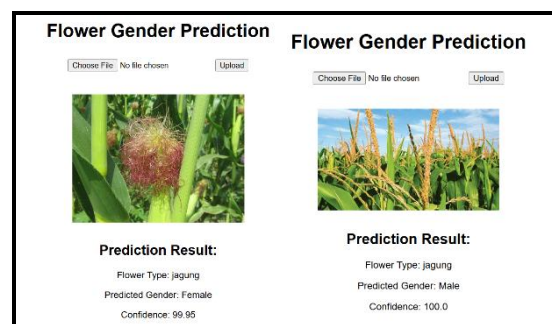 Flower Gender Prediction
Choose File No file chosen Upload
Prediction Result:
Flower Type: jagung
Predicted Gender: Female
Confidence: 99.95
Flower Gender Prediction
Choose File No file chosen Upload
Prediction Result:
Flower Type: jagung
Predicted Gender: Male
Confidence: 100.0